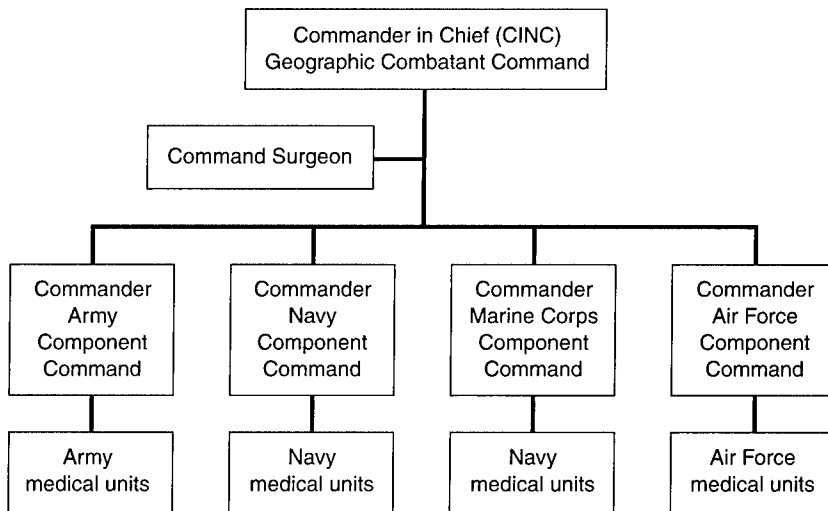 Commander in Chief (CINC)
Geographic Combatant Command
Command Surgeon
Commander
Army
Component
Command
Commander
Navy
Component
Command
Commander
Marine Corps
Component
Command
Commander
Air Force
Component
Command
Army
medical units
Navy
medical units
Navy
medical units
Air Force
medical units